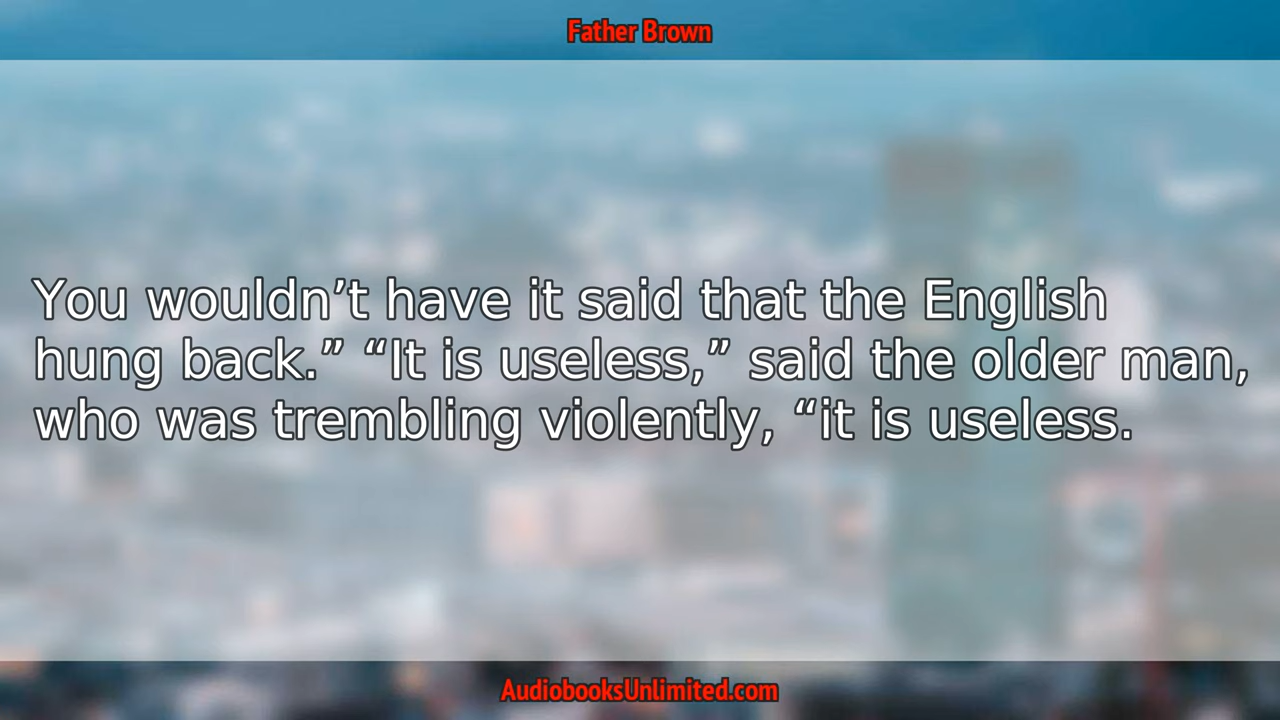 Father Brown
You wouldn’t have it said that the English
hung back.” “It is useless,” said the older man,
who was trembling violently, “it is useless.
AudiobooksUnlimited.com